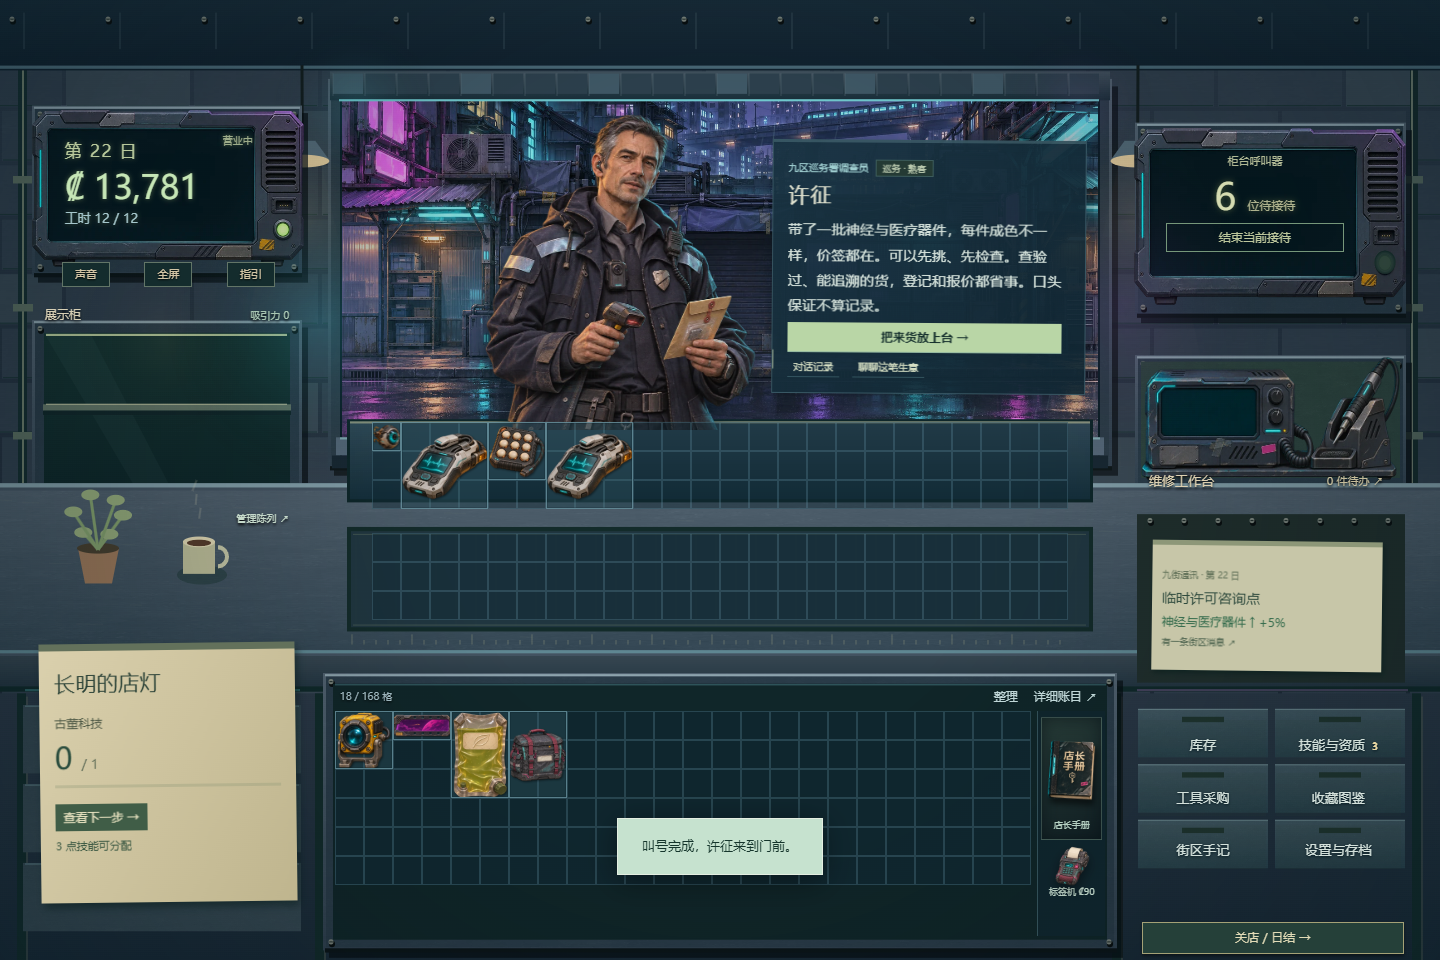 第 22 日
营业中
₡ 13,781
工时 12 / 12
声音
全屏
指引
展示柜
吸引力 0
管理陈列 ↗
九区巡务署调查员
巡务 · 熟客
许征
带了一批神经与医疗器件，每件成色不一
样，价签都在。可以先挑、先检查。查验
过、能追溯的货，登记和报价都省事。口头
保证不算记录。
把来货放上台 →
对话记录
聊聊这笔生意
柜台呼叫器
6 位待接待
结束当前接待
维修工作台
0 件待办 ↗
九街通讯 · 第 22 日
临时许可咨询点
神经与医疗器件 ↑ +5%
有一条街区消息 ↗
长明的店灯
古董科技
0 / 1
查看下一步 →
3 点技能可分配
18 / 168 格
整理
详细账目 ↗
店长
手册
店长手册
标签机 ₡90
叫号完成，许征来到门前。
库存
技能与资质 3
工具采购
收藏图鉴
街区手记
设置与存档
关店 / 日结 →